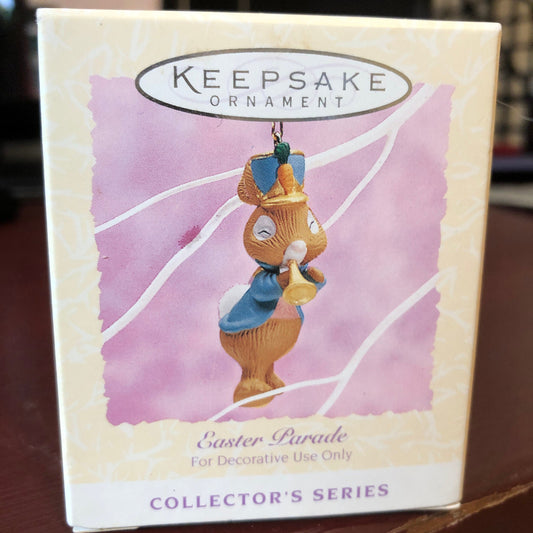 KEEPSAKE
ORNAMENT
Easter Parade
For Decorative Use Only
COLLECTOR'S SERIES